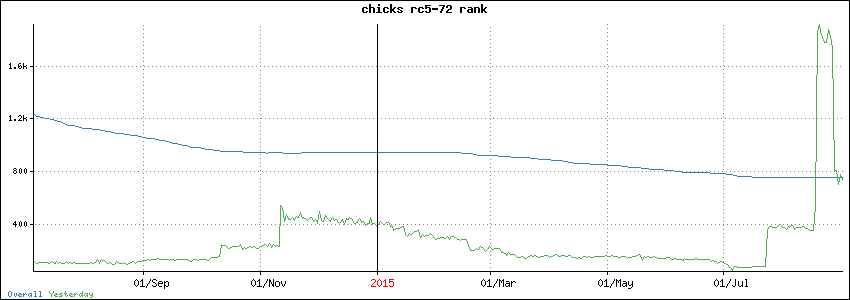 chicks rc5-72 rank
1.6k
1.2k
800
400
01/Sep 01/Nov 2015 01/Mar 01/May 01/Jul
Overall Yesterday